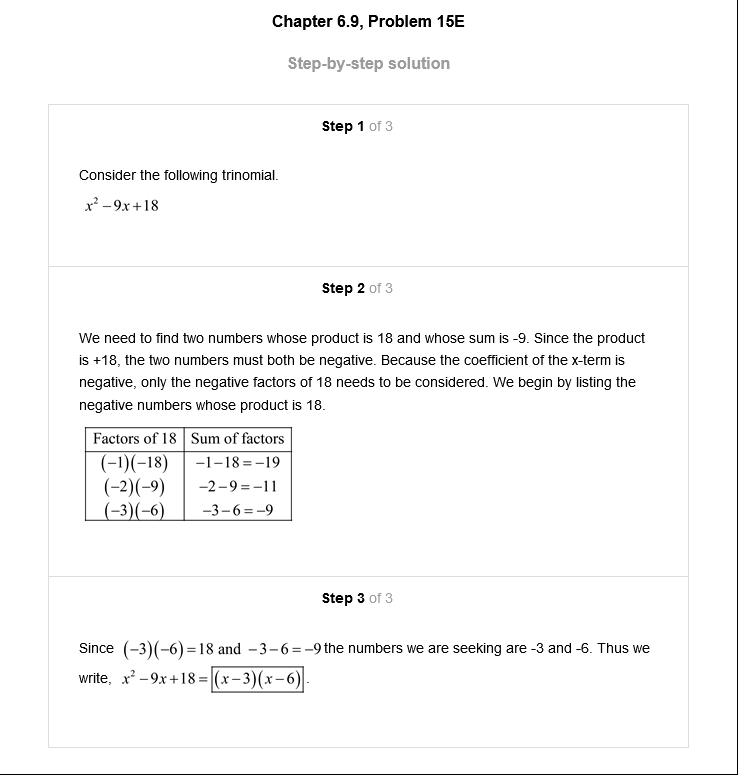 Chapter 6.9, Problem 15E
Step-by-step solution
Step 1 of 3
Consider the following trinomial.
x² − 9x + 18
Step 2 of 3
We need to find two numbers whose product is 18 and whose sum is -9. Since the product
is +18, the two numbers must both be negative. Because the coefficient of the x-term is
negative, only the negative factors of 18 needs to be considered. We begin by listing the
negative numbers whose product is 18.
Factors of 18 Sum of factors
(−1)(−18) −1−18 = −19
(−2)(−9) −2−9 = −11
(−3)(−6) −3−6 = −9
Step 3 of 3
Since (−3)(−6) = 18 and −3−6 = −9 the numbers we are seeking are -3 and -6. Thus we
write, x² − 9x + 18 = (x−3)(x−6).